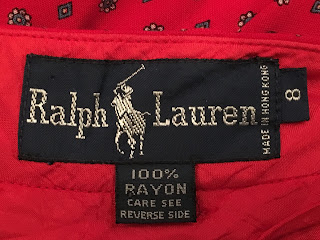 Ralph Lauren
MADE IN HONG KONG
8
100%
RAYON
CARE SEE
REVERSE SIDE